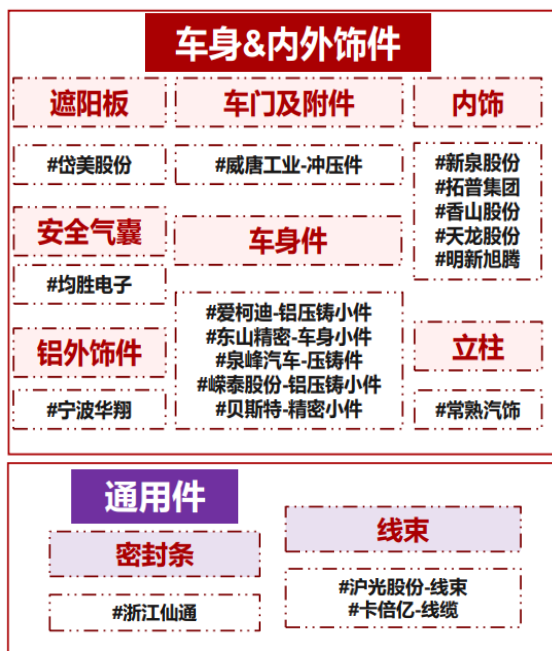 车身&内外饰件
遮阳板
#岱美股份
安全气囊
#均胜电子
铝外饰件
#宁波华翔
车门及附件
#威唐工业-冲压件
车身件
#爱柯迪-铝压铸小件
#东山精密-车身小件
#泉峰汽车-压铸件
#嵘泰股份-铝压铸小件
#贝斯特-精密小件
内饰
#新泉股份
#拓普集团
#香山股份
#天龙股份
#明新旭腾
立柱
#常熟汽饰
通用件
密封条
#浙江仙通
线束
#沪光股份-线束
#卡倍亿-线缆